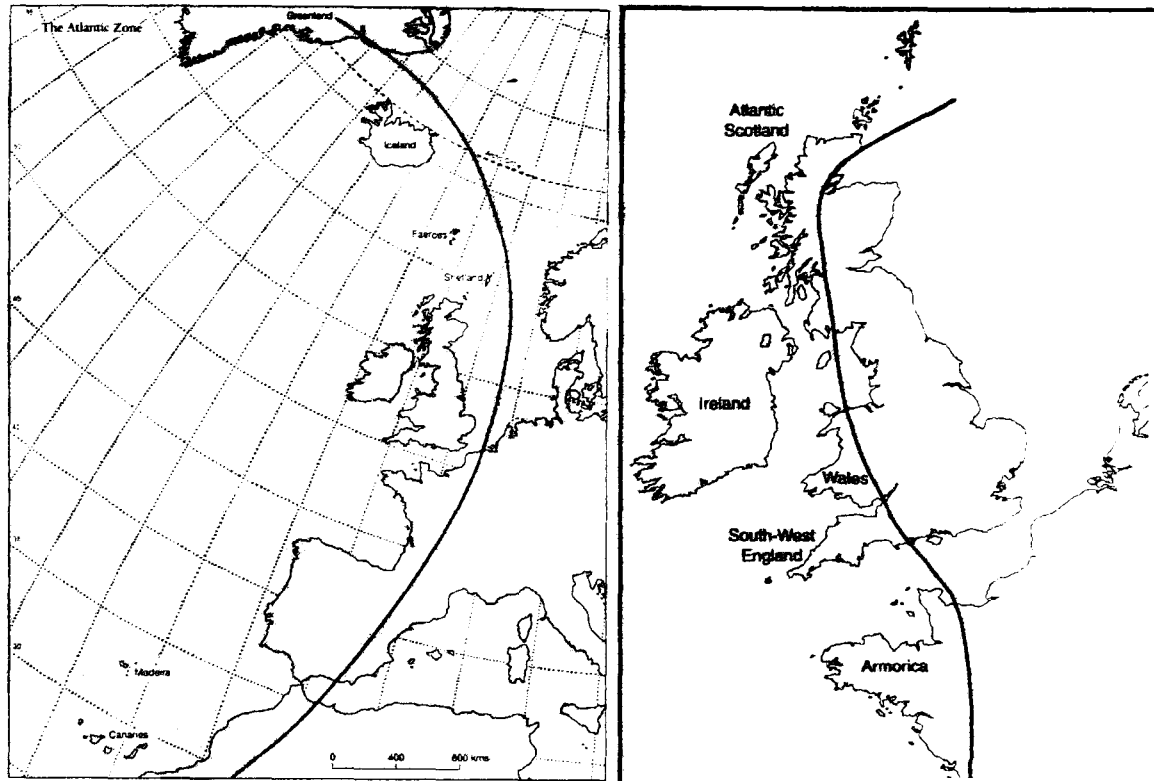 The Atlantic Zone
Greenland
Iceland
Faeroes
Shetland
Madeira
Canaries
0 400 800 kms
Atlantic
Scotland
Ireland
Wales
South-West
England
Armorica